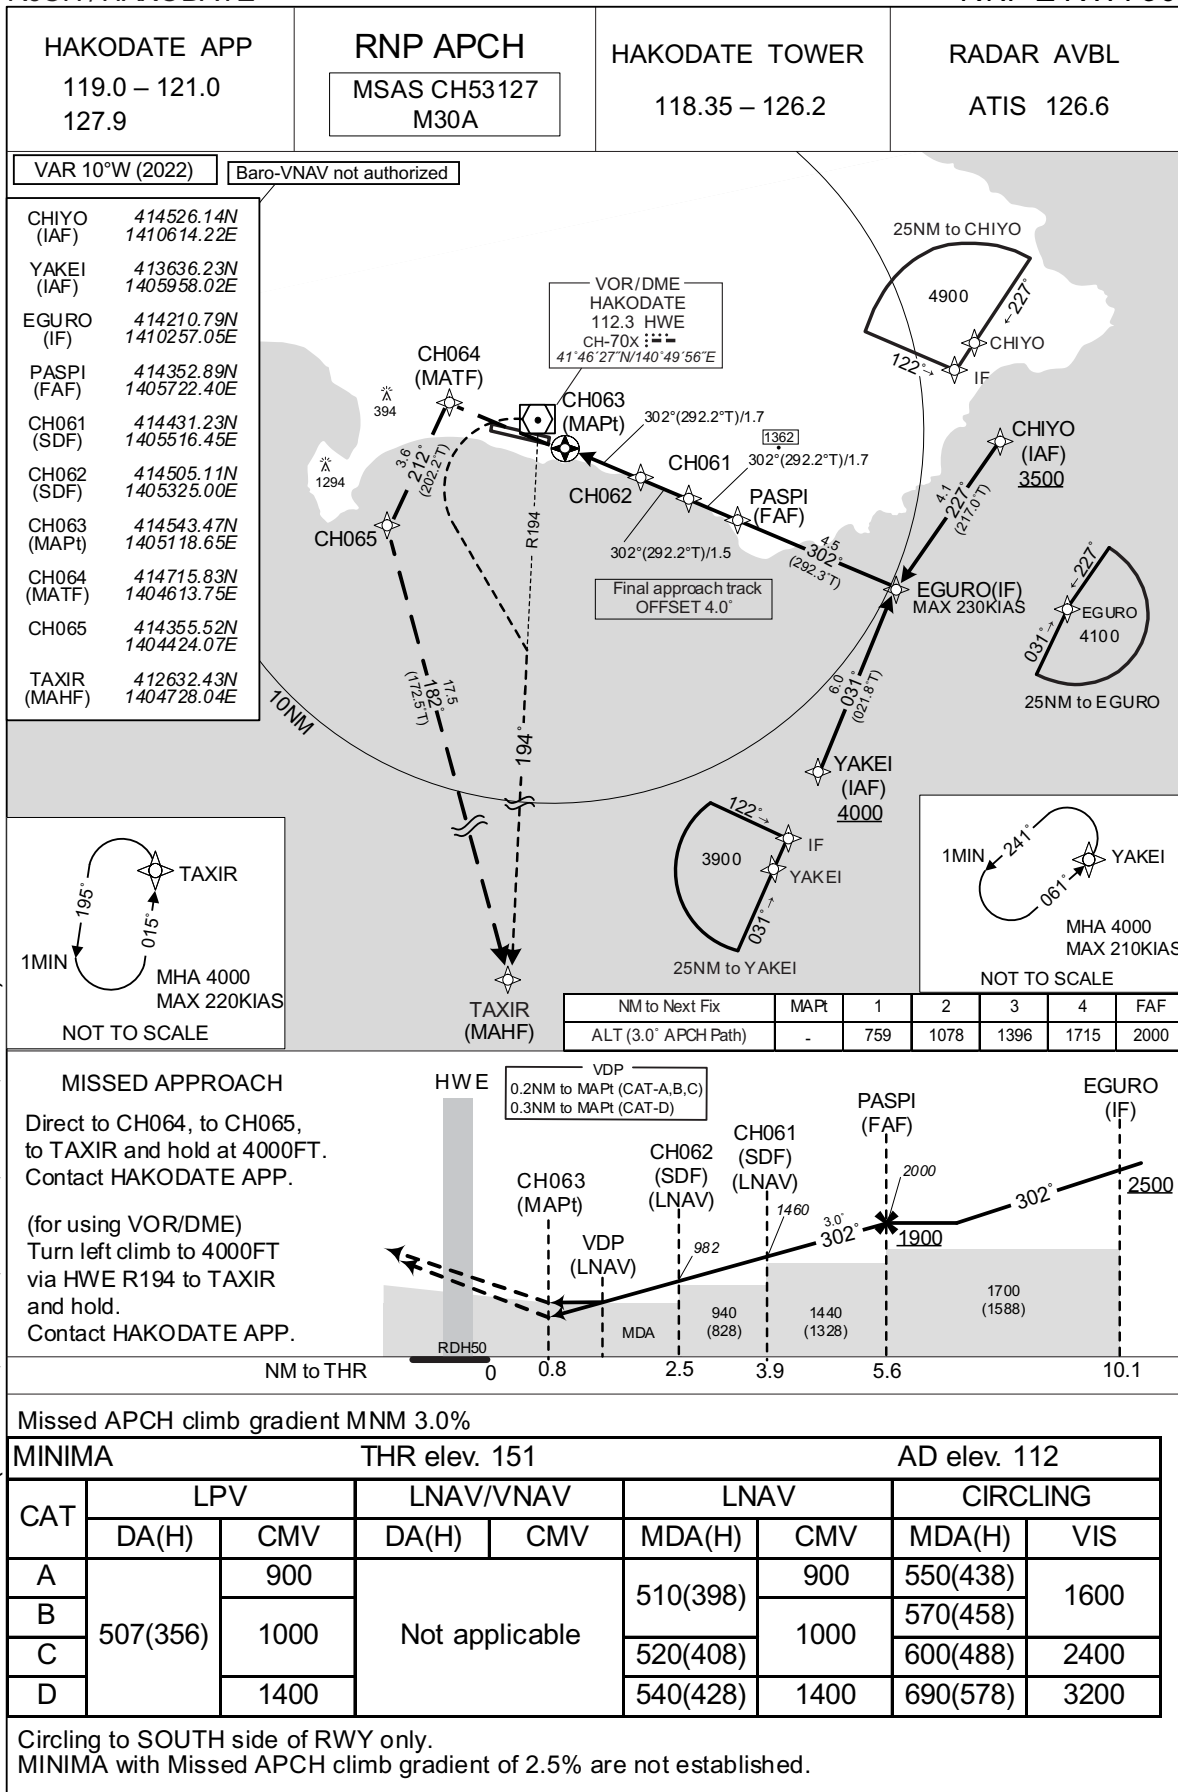 HAKODATE APP
119.0 – 121.0
127.9
RNP APCH
MSAS CH53127
M30A
HAKODATE TOWER
118.35 – 126.2
RADAR AVBL
ATIS 126.6
VAR 10°W (2022)
Baro-VNAV not authorized
CHIYO 414526.14N
(IAF) 1410614.22E
YAKEI 413636.23N
(IAF) 1405958.02E
EGURO 414210.79N
(IF) 1410257.05E
PASPI 414352.89N
(FAF) 1405722.40E
CH061 414431.23N
(SDF) 1405516.45E
CH062 414505.11N
(SDF) 1405325.00E
CH063 414543.47N
(MAPt) 1405118.65E
CH064 414715.83N
(MATF) 1404613.75E
CH065 414355.52N
1404424.07E
TAXIR 412632.43N
(MAHF) 1404728.04E
VOR/DME
HAKODATE
112.3 HWE
CH-70X
41°46′27″N/140°49′56″E
25NM to CHIYO
4900
←227°
122°→
CHIYO
IF
CH064
(MATF)
394
1294
CH063
(MAPt)
302°(292.2°T)/1.7
1362
CH061
302°(292.2°T)/1.7
CH062
PASPI
(FAF)
302°(292.2°T)/1.5
4.5
302°
(292.3°T)
CHIYO
(IAF)
3500
4.1
227°
(217.0°T)
3.6
212°
(202.2°T)
CH065
R194
Final approach track
OFFSET 4.0°
EGURO(IF)
MAX 230KIAS
←227°
EGURO
4100
031°→
25NM to EGURO
6.0
031°
(021.8°T)
YAKEI
(IAF)
4000
10NM
17.5
182°
(172.5°T)
194°
122°→
3900
IF
YAKEI
031°→
25NM to YAKEI
TAXIR
195°
015°
1MIN
MHA 4000
MAX 220KIAS
NOT TO SCALE
1MIN
241°
061°
YAKEI
MHA 4000
MAX 210KIAS
NOT TO SCALE
TAXIR
(MAHF)
NM to Next Fix MAPt 1 2 3 4 FAF
ALT (3.0° APCH Path) - 759 1078 1396 1715 2000
MISSED APPROACH
Direct to CH064, to CH065,
to TAXIR and hold at 4000FT.
Contact HAKODATE APP.
(for using VOR/DME)
Turn left climb to 4000FT
via HWE R194 to TAXIR
and hold.
Contact HAKODATE APP.
HWE
VDP
0.2NM to MAPt (CAT-A,B,C)
0.3NM to MAPt (CAT-D)
CH063
(MAPt)
VDP
(LNAV)
CH062
(SDF)
(LNAV)
CH061
(SDF)
(LNAV)
PASPI
(FAF)
EGURO
(IF)
982
1460
3.0°
302°
2000
1900
302°
2500
MDA
940
(828)
1440
(1328)
1700
(1588)
RDH50
NM to THR 0 0.8 2.5 3.9 5.6 10.1
Missed APCH climb gradient MNM 3.0%
MINIMA THR elev. 151 AD elev. 112
CAT LPV LNAV/VNAV LNAV CIRCLING
DA(H) CMV DA(H) CMV MDA(H) CMV MDA(H) VIS
A 507(356) 900 Not applicable 510(398) 900 550(438) 1600
B 1000 1000 570(458)
C 520(408) 600(488) 2400
D 1400 540(428) 1400 690(578) 3200
Circling to SOUTH side of RWY only.
MINIMA with Missed APCH climb gradient of 2.5% are not established.